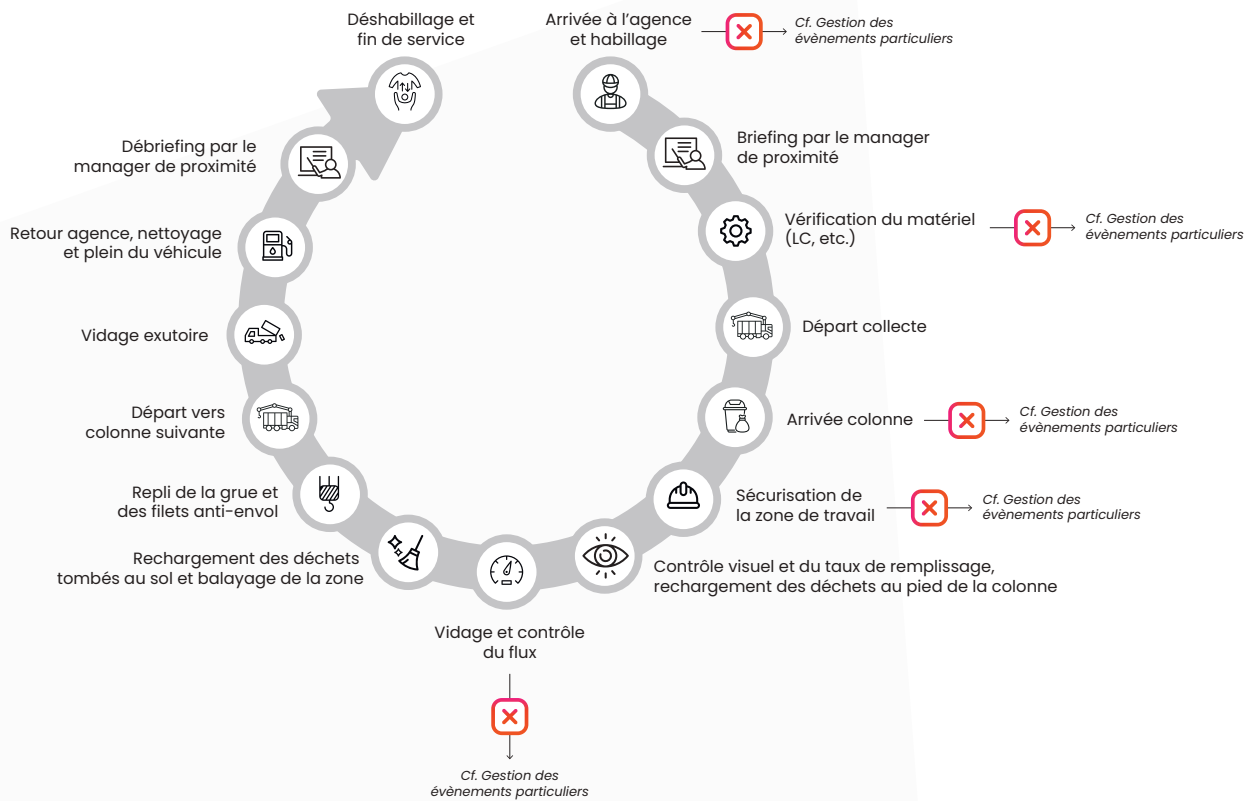 Arrivée à l’agence
et habillage
Cf. Gestion des
évènements particuliers
Briefing par le manager
de proximité
Vérification du matériel
(LC, etc.)
Cf. Gestion des
évènements particuliers
Départ collecte
Arrivée colonne
Cf. Gestion des
évènements particuliers
Sécurisation de
la zone de travail
Cf. Gestion des
évènements particuliers
Contrôle visuel et du taux de remplissage,
rechargement des déchets au pied de la colonne
Vidage et contrôle
du flux
Cf. Gestion des
évènements particuliers
Rechargement des déchets
tombés au sol et balayage de la zone
Repli de la grue et
des filets anti-envol
Départ vers
colonne suivante
Vidage exutoire
Retour agence, nettoyage
et plein du véhicule
Débriefing par le
manager de proximité
Déshabillage et
fin de service